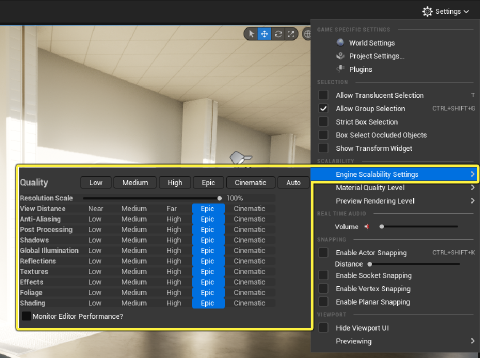 Settings
GAME SPECIFIC SETTINGS
World Settings
Project Settings...
Plugins
SELECTION
Allow Translucent Selection T
Allow Group Selection CTRL+SHIFT+G
Strict Box Selection
Box Select Occluded Objects
Show Transform Widget
SCALABILITY
Engine Scalability Settings
Material Quality Level
Preview Rendering Level
REAL TIME AUDIO
Volume
SNAPPING
Enable Actor Snapping CTRL+SHIFT+K
Distance
Enable Socket Snapping
Enable Vertex Snapping
Enable Planar Snapping
VIEWPORT
Hide Viewport UI
Previewing
Quality Low Medium High Epic Cinematic Auto
Resolution Scale 100%
View Distance Near Medium Far Epic Cinematic
Anti-Aliasing Low Medium High Epic Cinematic
Post Processing Low Medium High Epic Cinematic
Shadows Low Medium High Epic Cinematic
Global Illumination Low Medium High Epic Cinematic
Reflections Low Medium High Epic Cinematic
Textures Low Medium High Epic Cinematic
Effects Low Medium High Epic Cinematic
Foliage Low Medium High Epic Cinematic
Shading Low Medium High Epic Cinematic
Monitor Editor Performance?